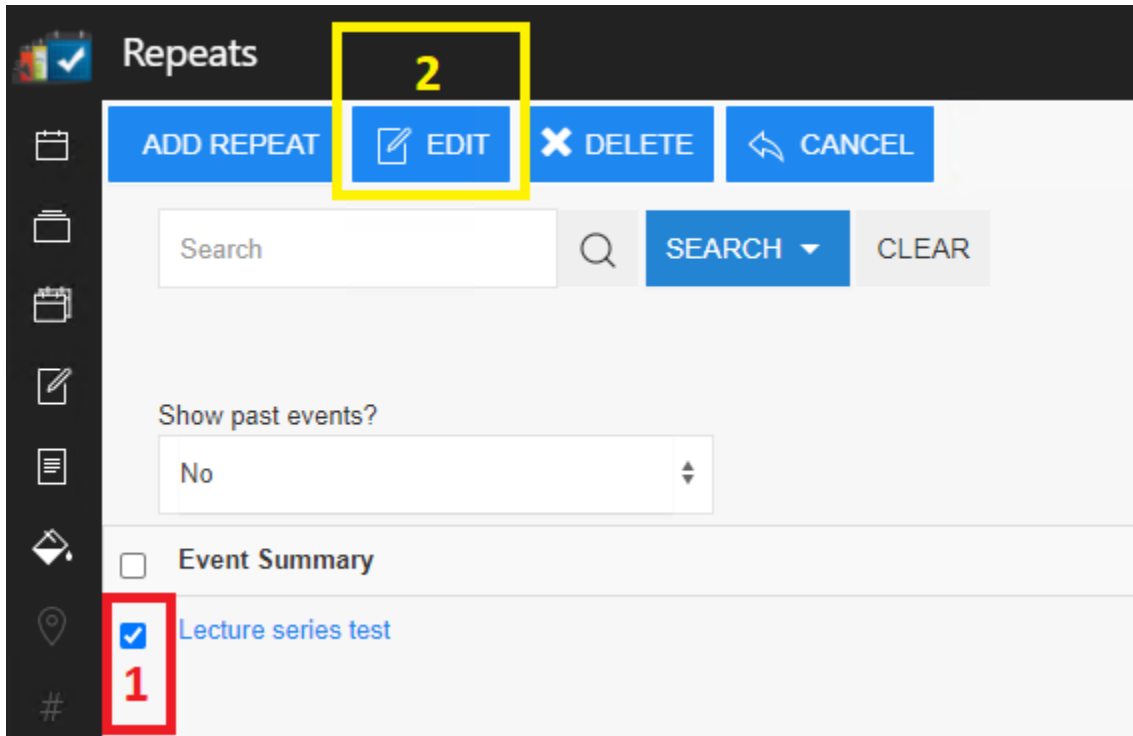 Repeats
2
ADD REPEAT EDIT DELETE CANCEL
Search SEARCH CLEAR
Show past events?
No
Event Summary
Lecture series test
1
#